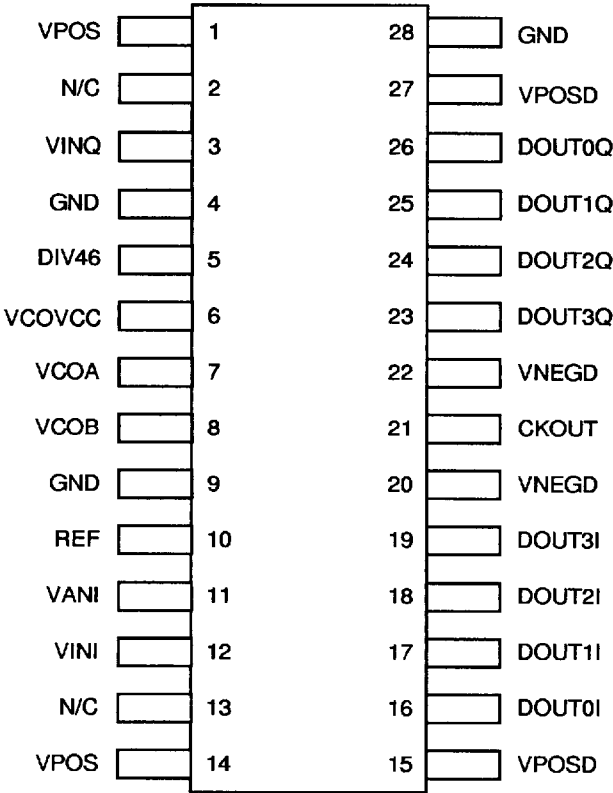 VPOS 1 28 GND
N/C 2 27 VPOSD
VINQ 3 26 DOUT0Q
GND 4 25 DOUT1Q
DIV46 5 24 DOUT2Q
VCOVCC 6 23 DOUT3Q
VCOA 7 22 VNEGD
VCOB 8 21 CKOUT
GND 9 20 VNEGD
REF 10 19 DOUT3I
VANI 11 18 DOUT2I
VINI 12 17 DOUT1I
N/C 13 16 DOUT0I
VPOS 14 15 VPOSD